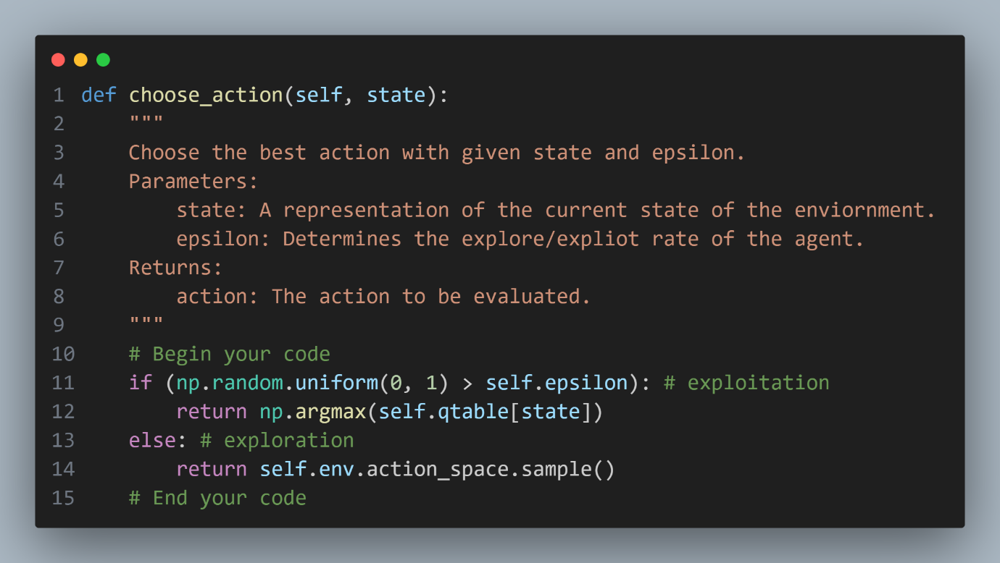 1 def choose_action(self, state):
2 """
3 Choose the best action with given state and epsilon.
4 Parameters:
5 state: A representation of the current state of the enviornment.
6 epsilon: Determines the explore/expliot rate of the agent.
7 Returns:
8 action: The action to be evaluated.
9 """
10 # Begin your code
11 if (np.random.uniform(0, 1) > self.epsilon): # exploitation
12 return np.argmax(self.qtable[state])
13 else: # exploration
14 return self.env.action_space.sample()
15 # End your code